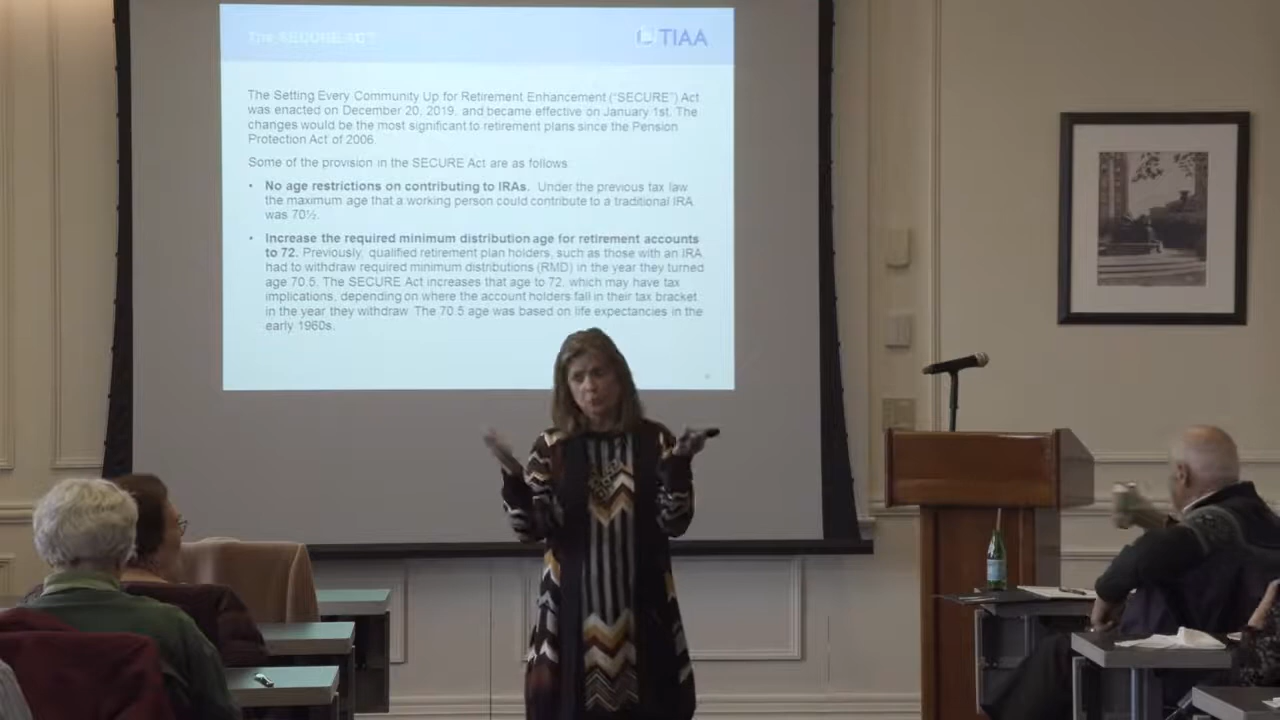 The SECURE ACT
TIAA
The Setting Every Community Up for Retirement Enhancement ("SECURE") Act
was enacted on December 20, 2019, and became effective on January 1st. The
changes would be the most significant to retirement plans since the Pension
Protection Act of 2006.
Some of the provision in the SECURE Act are as follows:
• No age restrictions on contributing to IRAs. Under the previous tax law
the maximum age that a working person could contribute to a traditional IRA
was 70½.
• Increase the required minimum distribution age for retirement accounts
to 72. Previously, qualified retirement plan holders, such as those with an IRA
had to withdraw required minimum distributions (RMD) in the year they turned
age 70.5. The SECURE Act increases that age to 72, which may have tax
implications, depending on where the account holders fall in their tax bracket
in the year they withdraw. The 70.5 age was based on life expectancies in the
early 1960s.